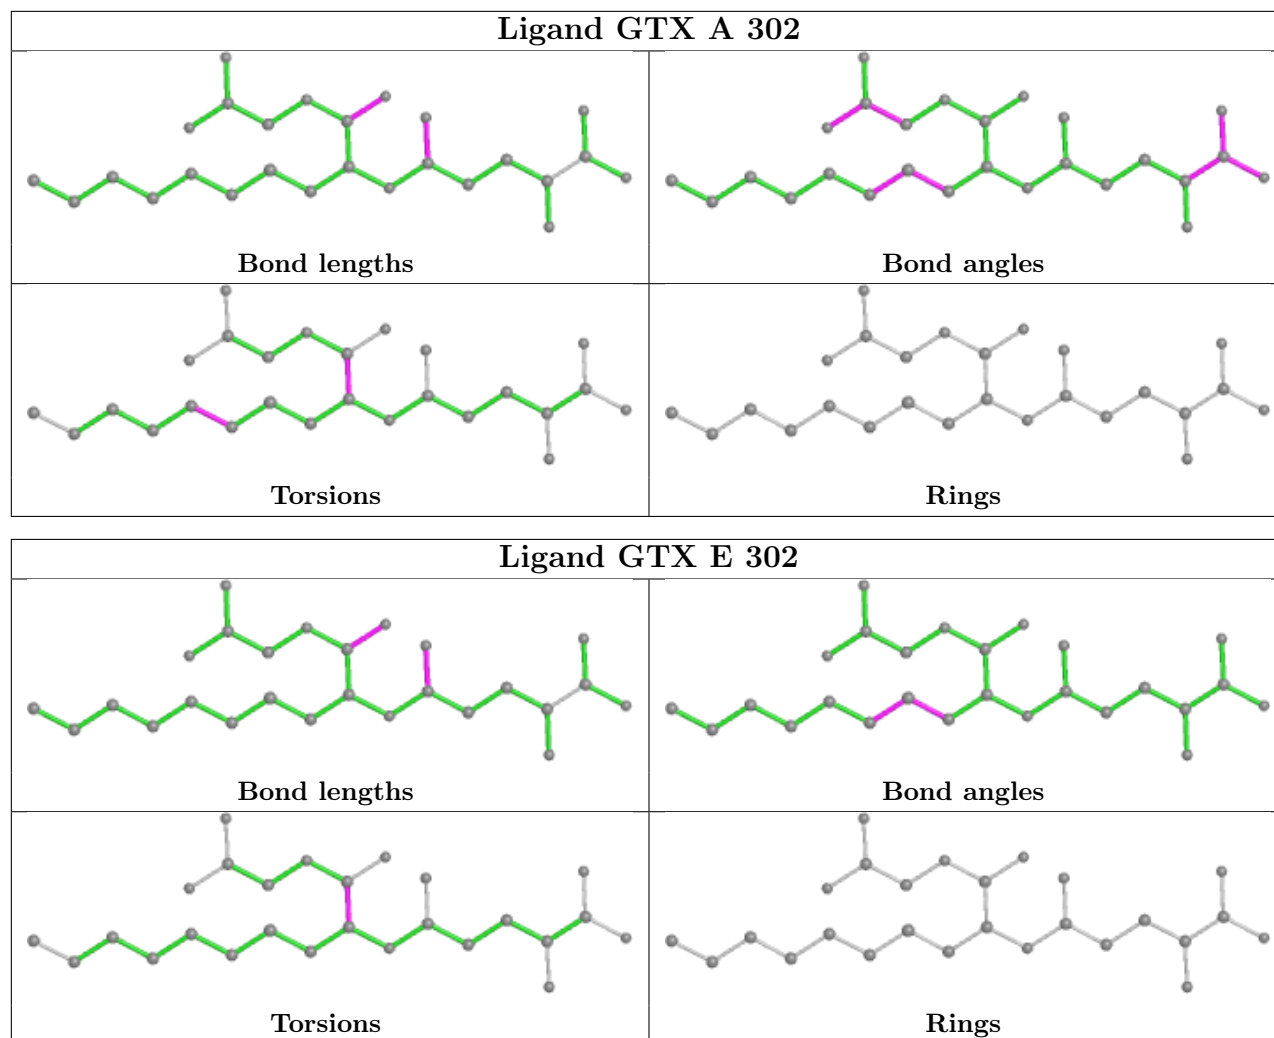 Ligand GTX A 302
Bond lengths
Bond angles
Torsions
Rings
Ligand GTX E 302
Bond lengths
Bond angles
Torsions
Rings